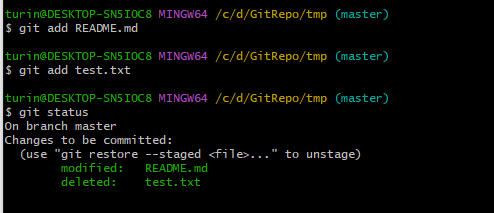 turin@DESKTOP-SN5IOC8 MINGW64 /c/d/GitRepo/tmp (master)
$ git add README.md
turin@DESKTOP-SN5IOC8 MINGW64 /c/d/GitRepo/tmp (master)
$ git add test.txt
turin@DESKTOP-SN5IOC8 MINGW64 /c/d/GitRepo/tmp (master)
$ git status
On branch master
Changes to be committed:
  (use "git restore --staged <file>..." to unstage)
        modified:   README.md
        deleted:    test.txt